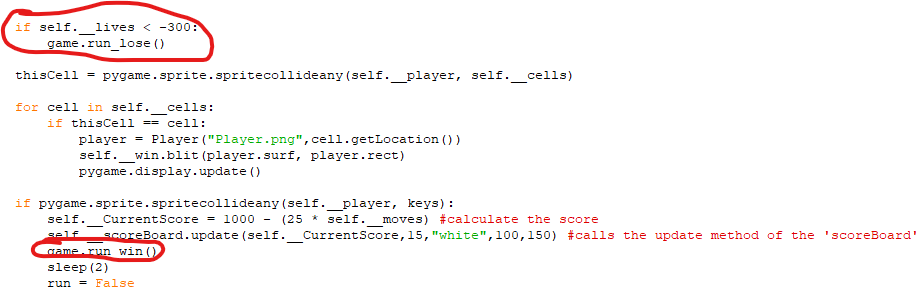 if self.__lives < -300:
game.run_lose()
thisCell = pygame.sprite.spritecollideany(self.__player, self.__cells)
for cell in self.__cells:
if thisCell == cell:
player = Player("Player.png",cell.getLocation())
self.__win.blit(player.surf, player.rect)
pygame.display.update()
if pygame.sprite.spritecollideany(self.__player, keys):
self.__CurrentScore = 1000 - (25 * self.__moves) #calculate the score
self.__scoreBoard.update(self.__CurrentScore,15,"white",100,150) #calls the update method of the 'scoreBoard'
game.run_win()
sleep(2)
run = False